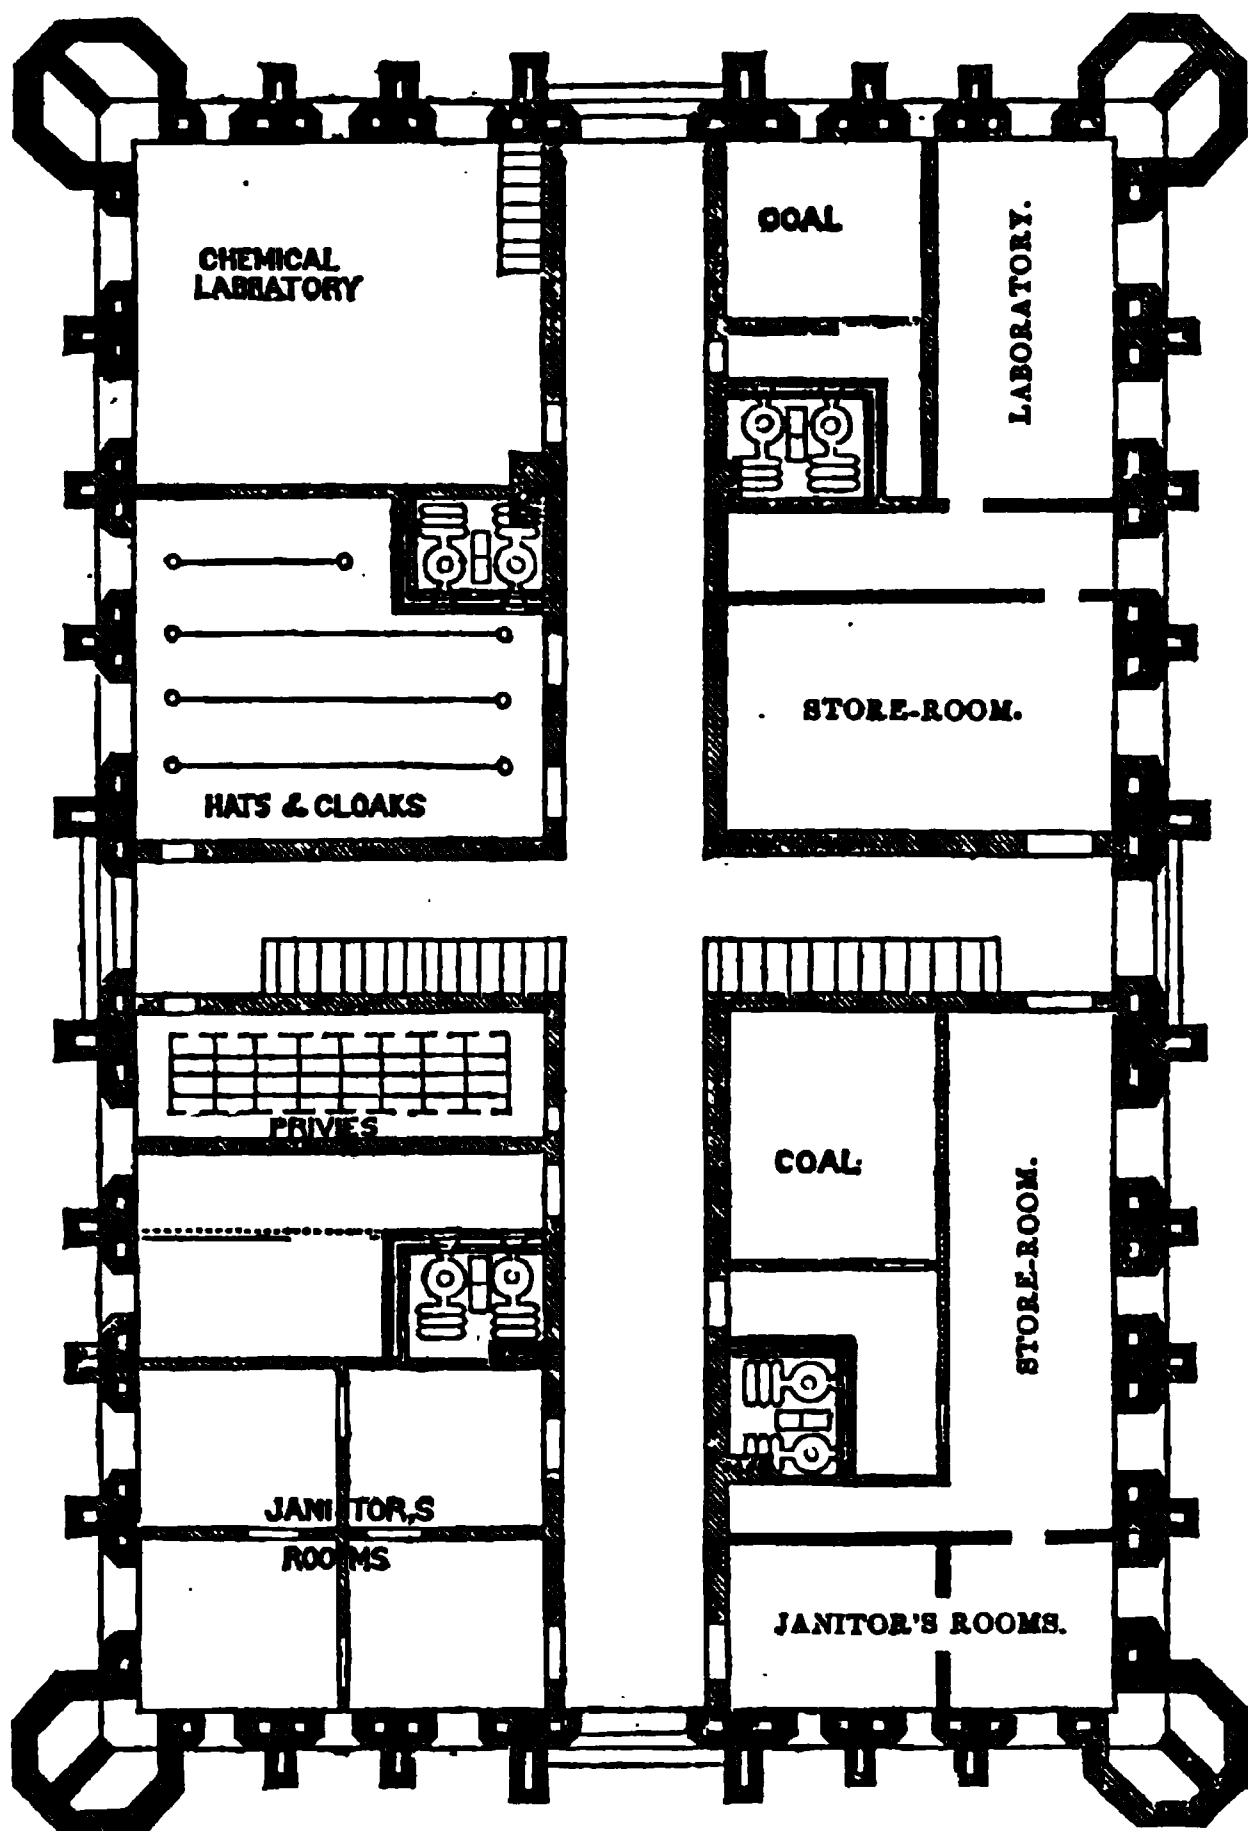 COAL
CHEMICAL
LABRATORY
LABORATORY.
STORE-ROOM.
HATS & CLOAKS
PRIVIES
COAL
STORE-ROOM.
JANITOR,S
ROOMS
JANITOR'S ROOMS.